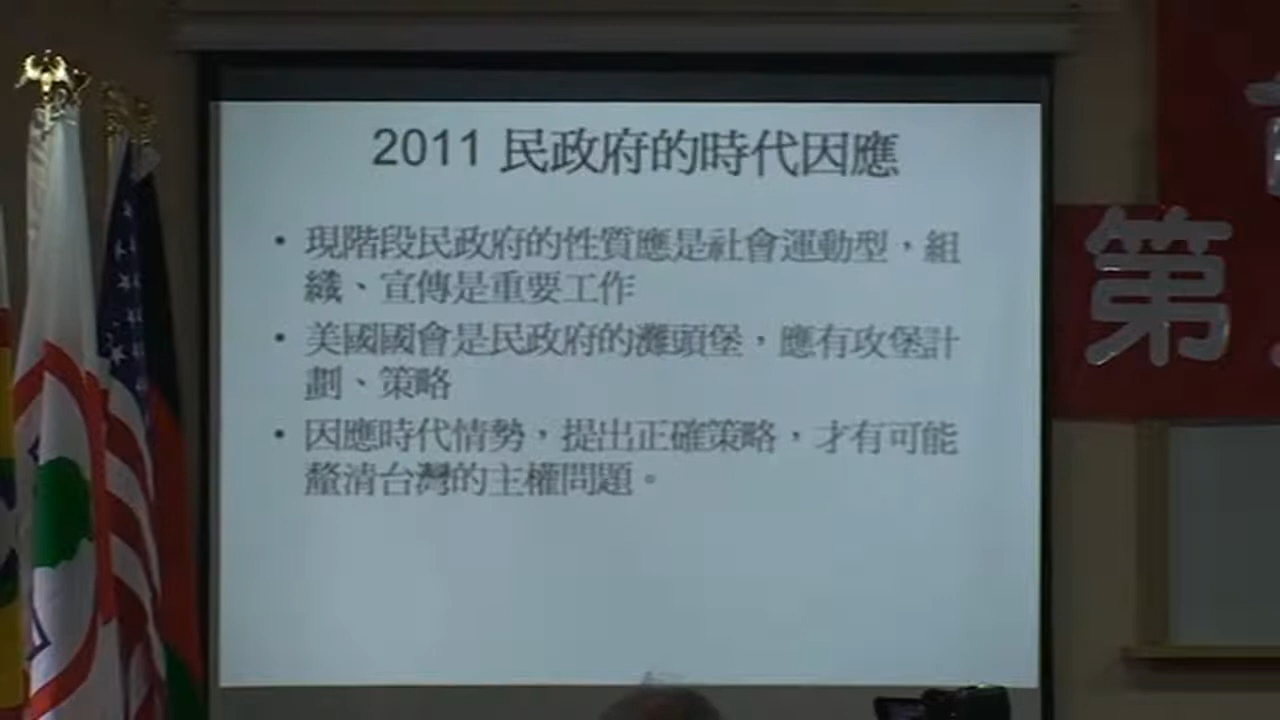 2011 民政府的時代因應
• 現階段民政府的性質應是社會運動型，組
織、宣傳是重要工作
• 美國國會是民政府的灘頭堡，應有攻堡計
劃、策略
• 因應時代情勢，提出正確策略，才有可能
釐清台灣的主權問題。
第